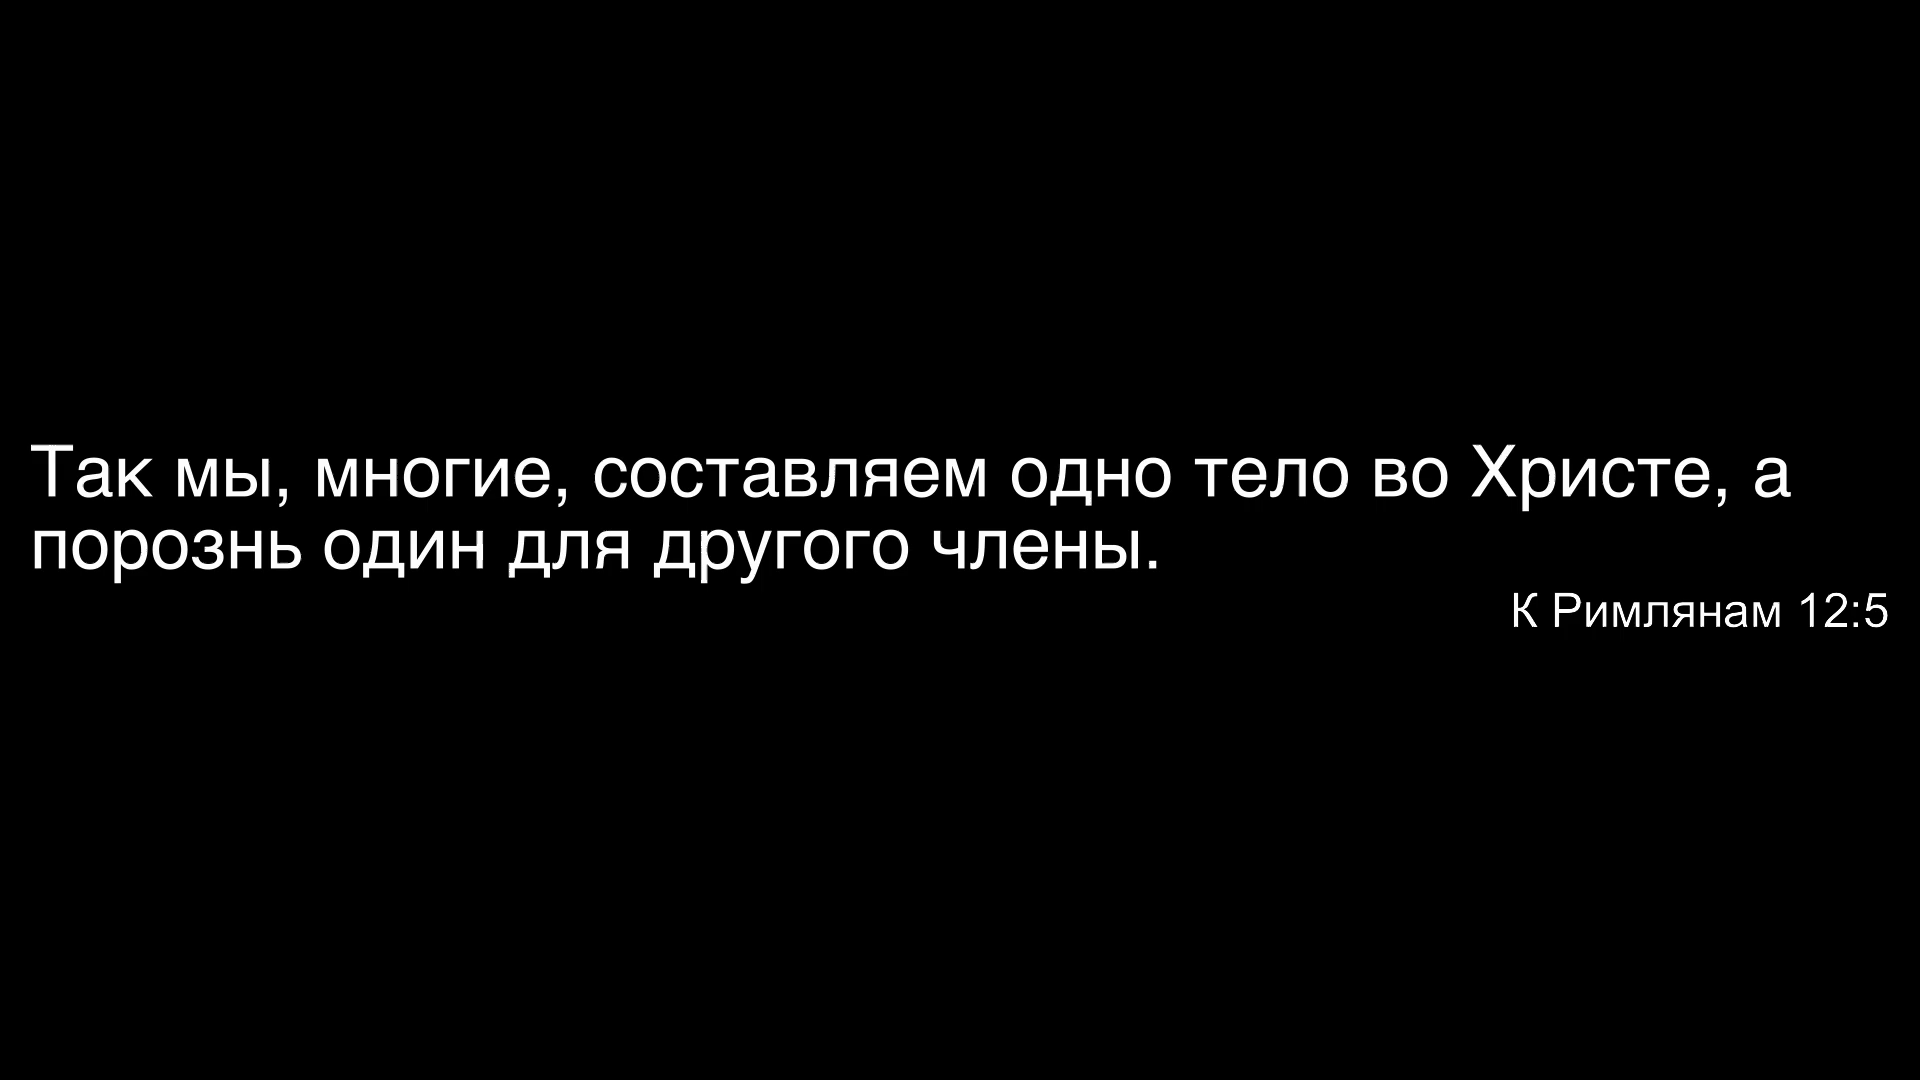 Так мы, многие, составляем одно тело во Христе, а
порознь один для другого члены.
К Римлянам 12:5